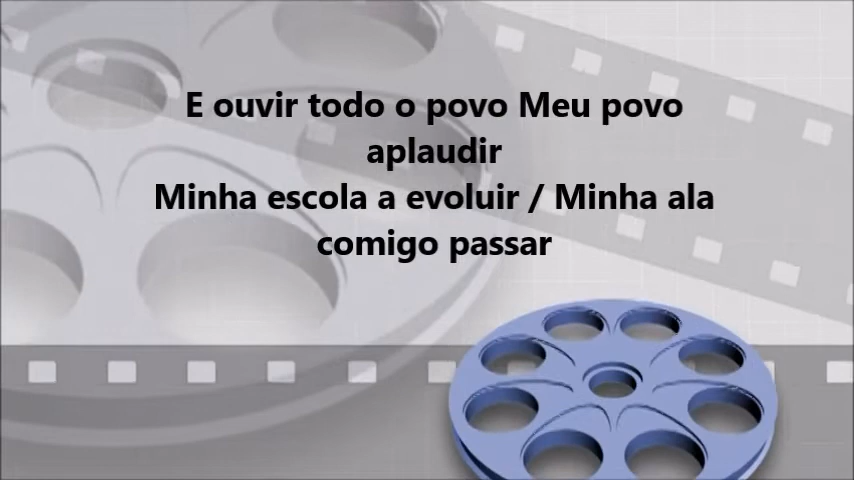 E ouvir todo o povo Meu povo
aplaudir
Minha escola a evoluir / Minha ala
comigo passar